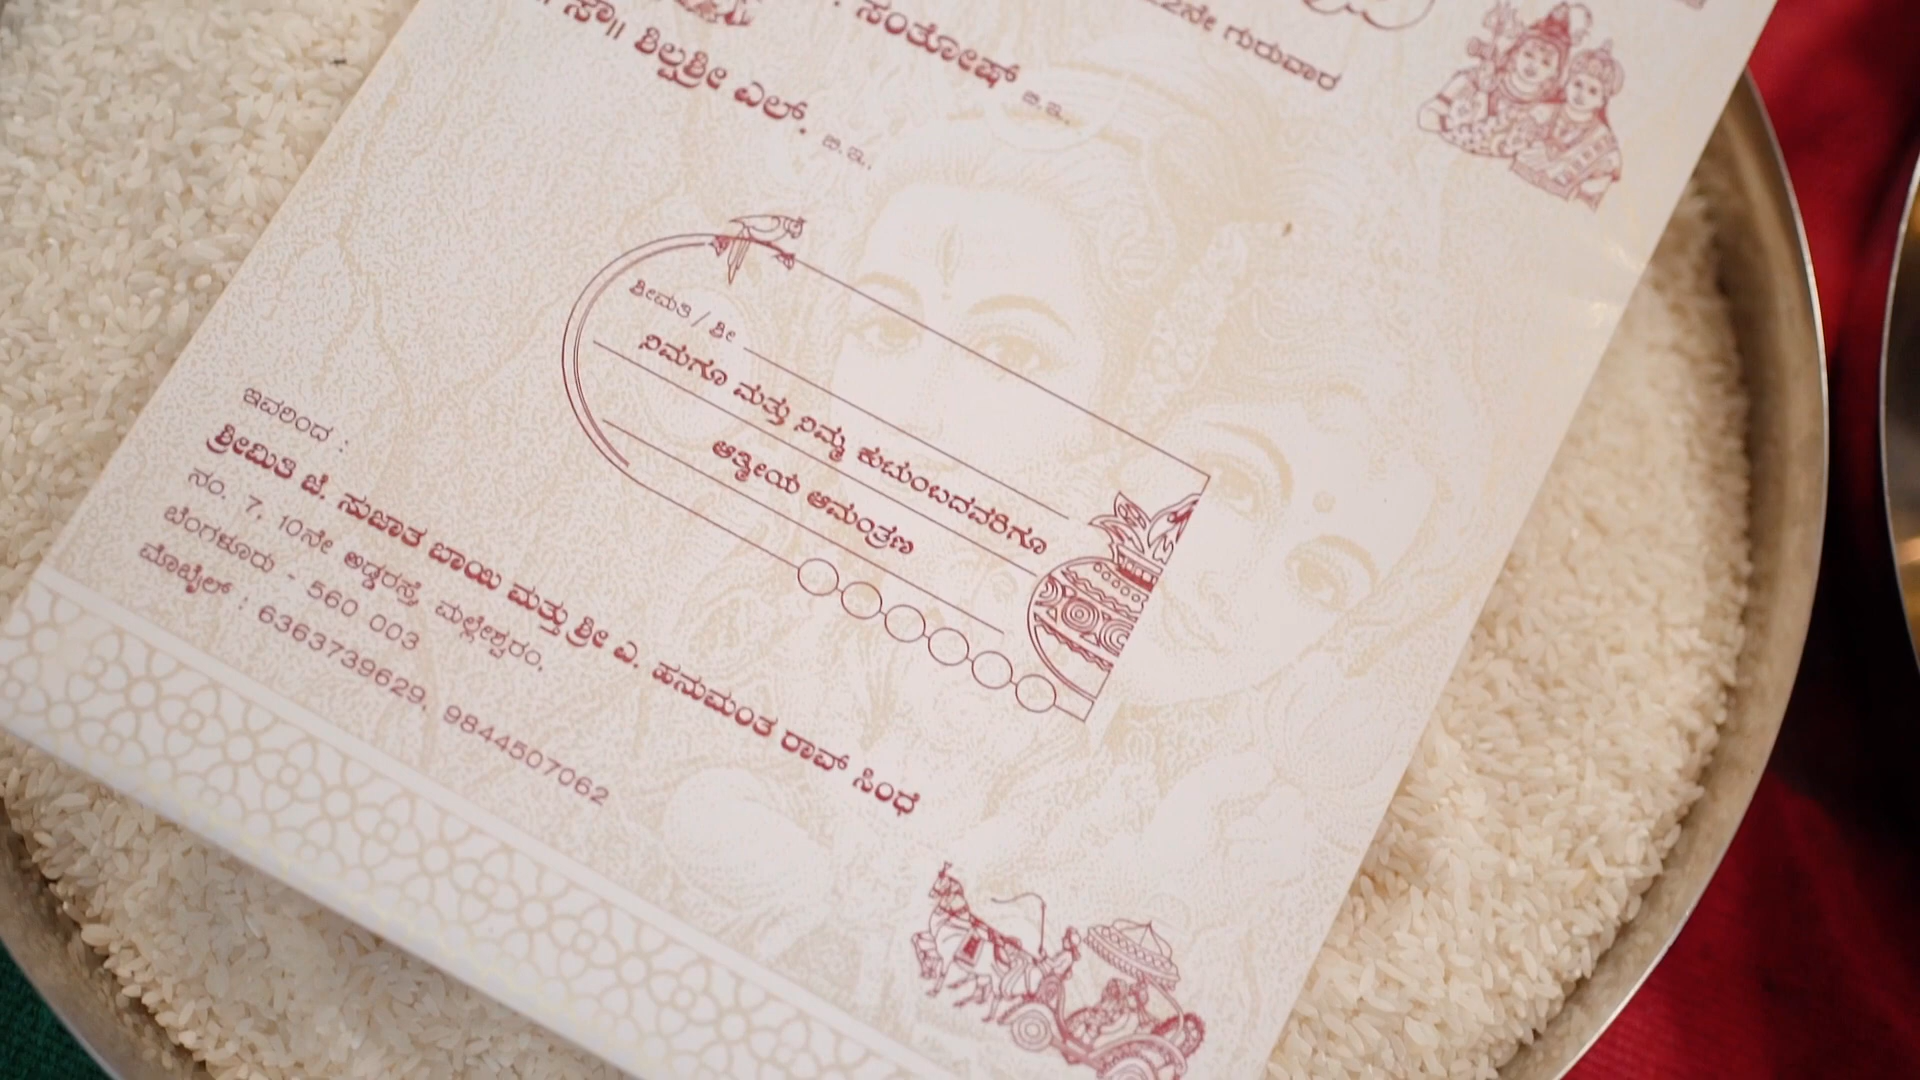 2ನೇ ಗುರುವಾರ
ಸಂತೋಷ್ ಬಿ.ಇ.,
ಸೌ|| ಶಿಲ್ಪಶ್ರೀ ಎಲ್. ಬಿ.ಇ.,
ಶ್ರೀಮತಿ / ಶ್ರೀ
ನಿಮಗೂ ಮತ್ತು ನಿಮ್ಮ ಕುಟುಂಬದವರಿಗೂ
ಆತ್ಮೀಯ ಆಮಂತ್ರಣ
ಇವರಿಂದ :
ಶ್ರೀಮತಿ ಜೆ. ಸುಜಾತ ಬಾಯಿ ಮತ್ತು ಶ್ರೀ ಎ. ಹನುಮಂತ ರಾವ್ ಸಿಂಧೆ
ನಂ. 7, 10ನೇ ಅಡ್ಡರಸ್ತೆ, ಮಲ್ಲೇಶ್ವರಂ,
ಬೆಂಗಳೂರು - 560 003
ಮೊಬೈಲ್ : 6363739629, 9844507062